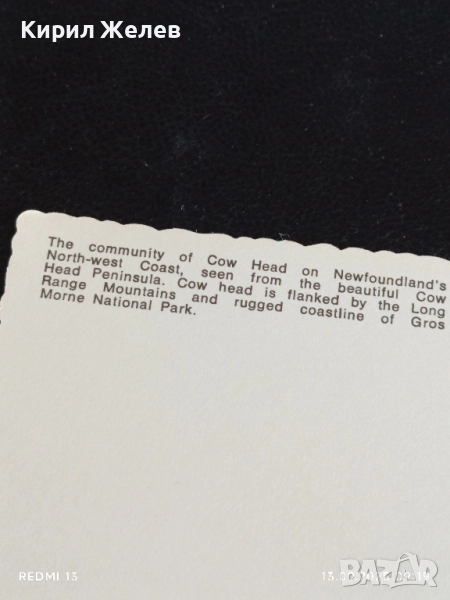 Кирил Желев
The community of Cow Head on Newfoundland's
North-west Coast, seen from the beautiful Cow
Head Peninsula. Cow head is flanked by the Long
Range Mountains and rugged coastline of Gros
Morne National Park.
REDMI 13
BAZAR